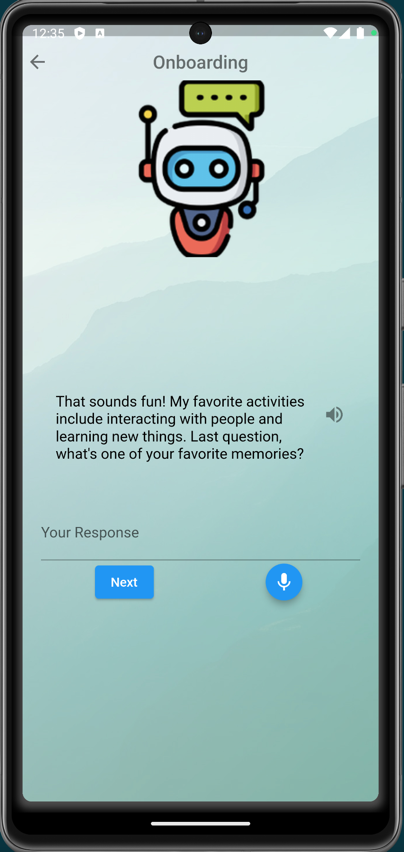 12:35
Onboarding
That sounds fun! My favorite activities
include interacting with people and
learning new things. Last question,
what's one of your favorite memories?
Your Response
Next